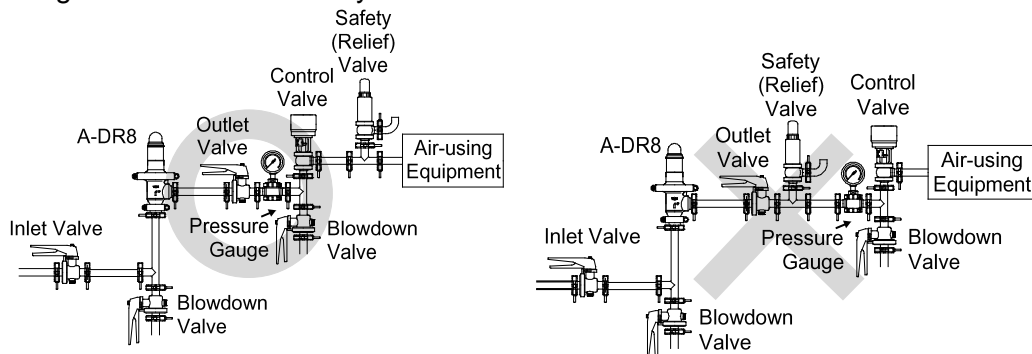 Safety
(Relief)
Valve
Control
Valve
Outlet
Valve
A-DR8
Air-using
Equipment
Inlet Valve
Pressure
Gauge
Blowdown
Valve
Blowdown
Valve
Safety
(Relief)
Valve
Control
Valve
Outlet
Valve
A-DR8
Air-using
Equipment
Inlet Valve
Pressure
Gauge
Blowdown
Valve
Blowdown
Valve